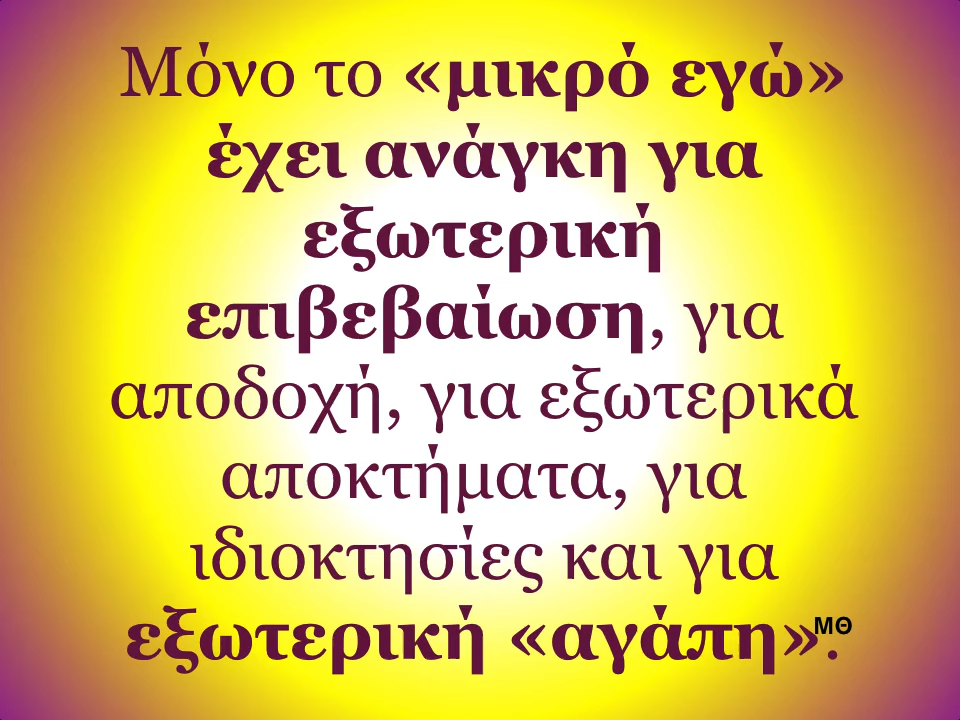 Μόνο το «μικρό εγώ»
έχει ανάγκη για
εξωτερική
επιβεβαίωση, για
αποδοχή, για εξωτερικά
αποκτήματα, για
ιδιοκτησίες και για
εξωτερική «αγάπη».
ΜΘ